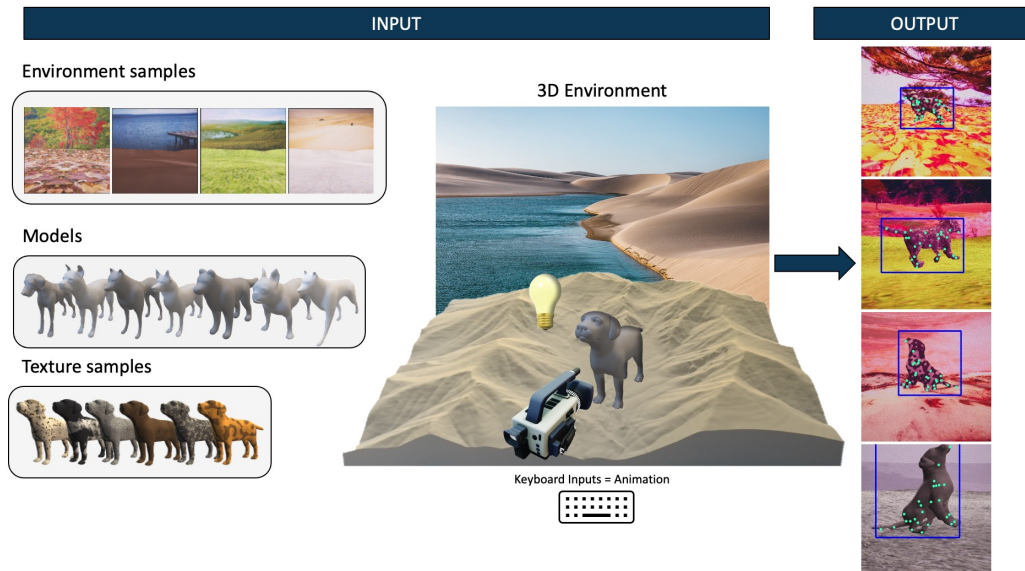 INPUT
OUTPUT
Environment samples
3D Environment
Models
Texture samples
Keyboard Inputs = Animation